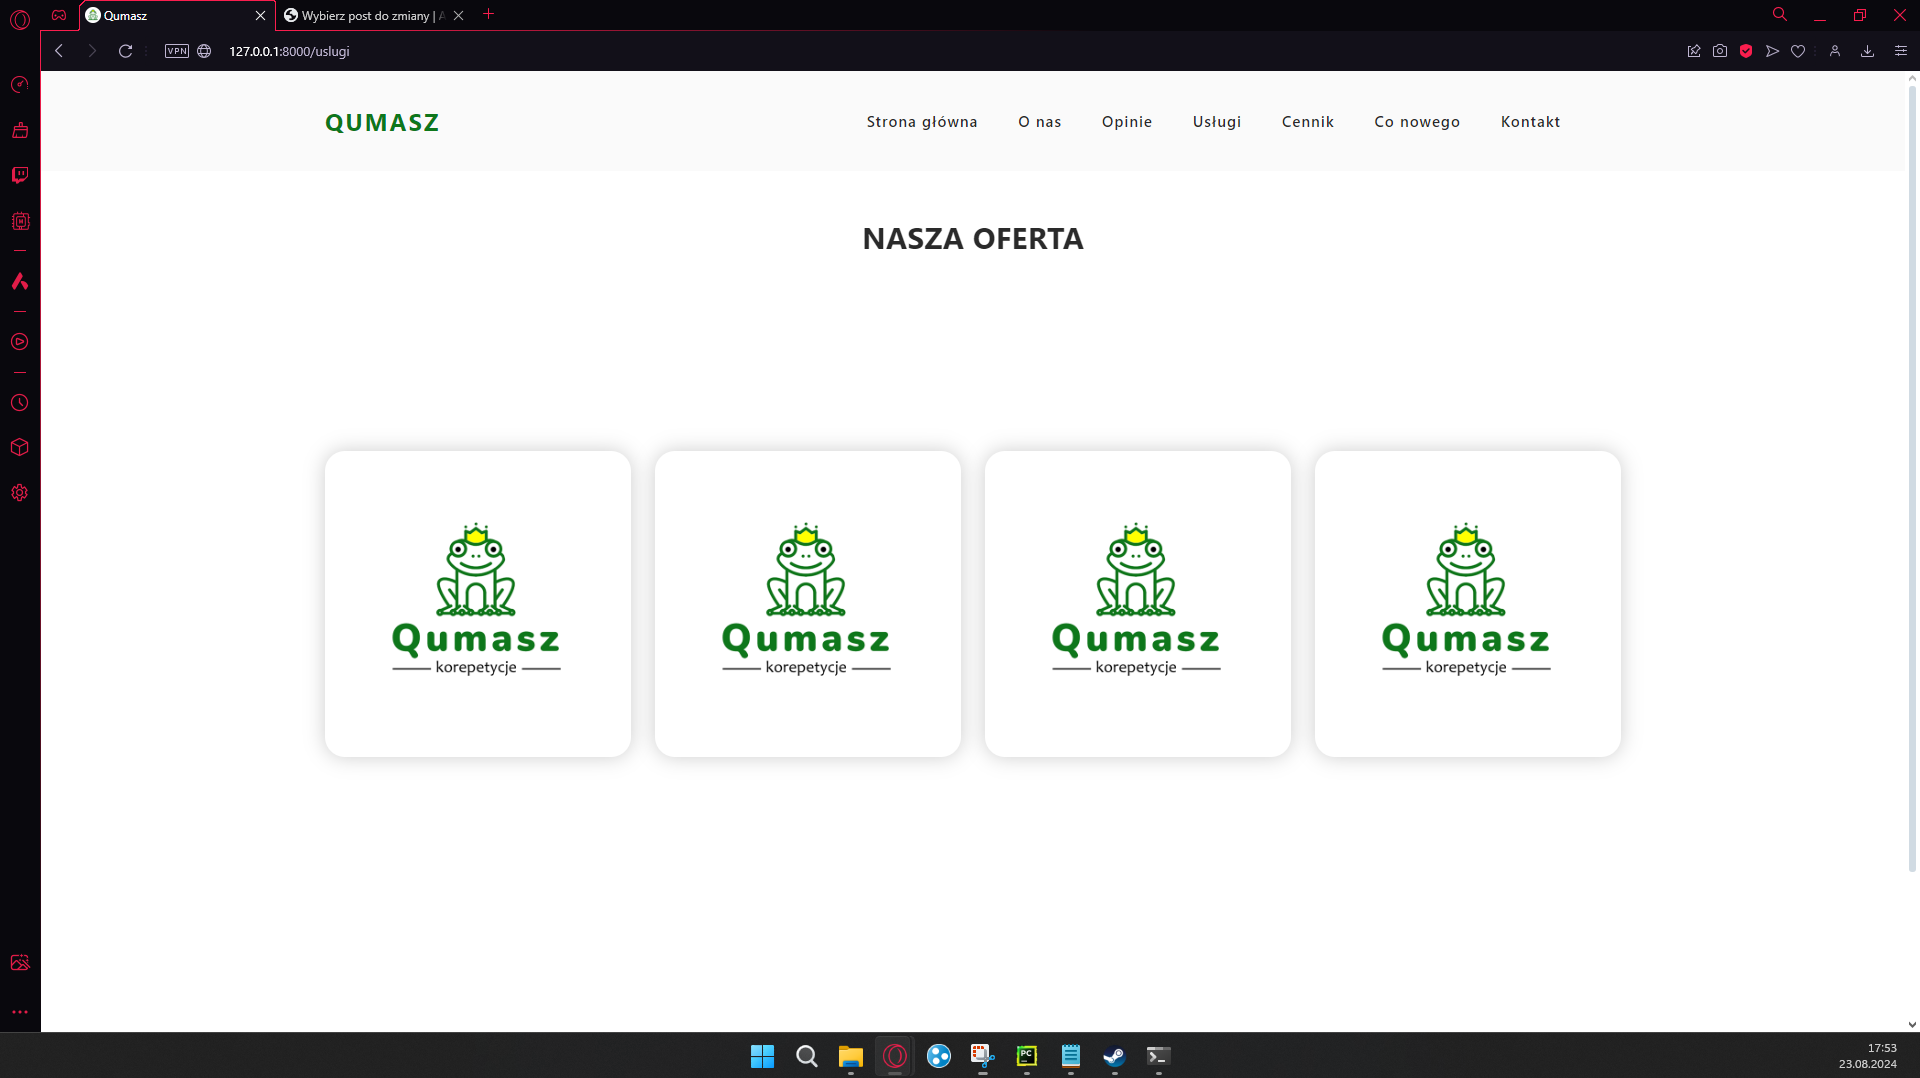 Qumasz
Wybierz post do zmiany | A
VPN
127.0.0.1:8000/uslugi
QUMASZ
Strona główna
O nas
Opinie
Usługi
Cennik
Co nowego
Kontakt
NASZA OFERTA
Qumasz
korepetycje
Qumasz
korepetycje
Qumasz
korepetycje
Qumasz
korepetycje
PC
17:53
23.08.2024